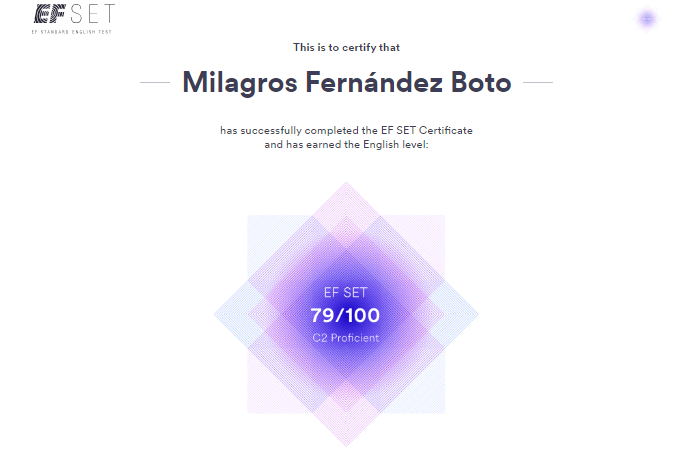 EF SET
EF STANDARD ENGLISH TEST
This is to certify that
Milagros Fernández Boto
has successfully completed the EF SET Certificate
and has earned the English level:
EF SET
79/100
C2 Proficient